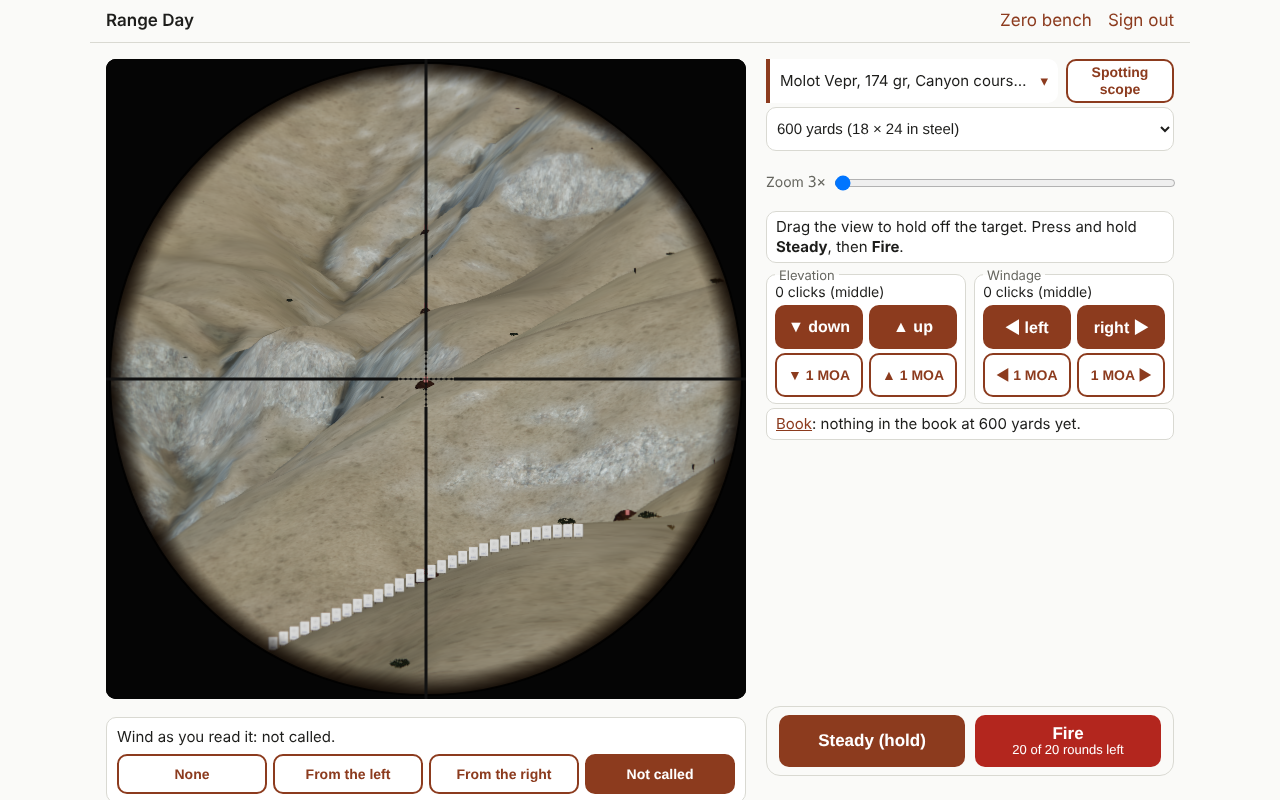 Range Day
Zero bench
Sign out
Molot Vepr, 174 gr, Canyon cours... ▼
Spotting
scope
600 yards (18 × 24 in steel)
Zoom 3×
Drag the view to hold off the target. Press and hold
Steady, then Fire.
Elevation
0 clicks (middle)
▼ down
▲ up
▼ 1 MOA
▲ 1 MOA
Windage
0 clicks (middle)
◀ left
right ▶
◀ 1 MOA
1 MOA ▶
Book: nothing in the book at 600 yards yet.
Wind as you read it: not called.
None
From the left
From the right
Not called
Steady (hold)
Fire
20 of 20 rounds left